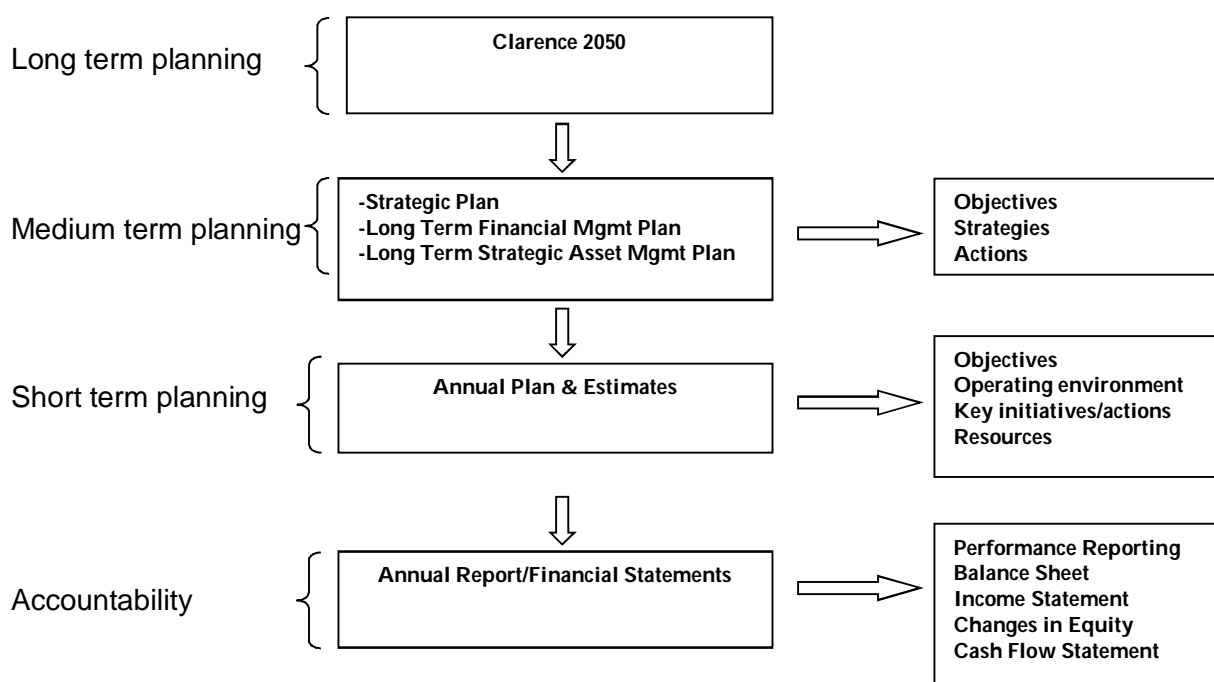 Long term planning
Clarence 2050
Medium term planning
-Strategic Plan
-Long Term Financial Mgmt Plan
-Long Term Strategic Asset Mgmt Plan
Objectives
Strategies
Actions
Short term planning
Annual Plan & Estimates
Objectives
Operating environment
Key initiatives/actions
Resources
Accountability
Annual Report/Financial Statements
Performance Reporting
Balance Sheet
Income Statement
Changes in Equity
Cash Flow Statement